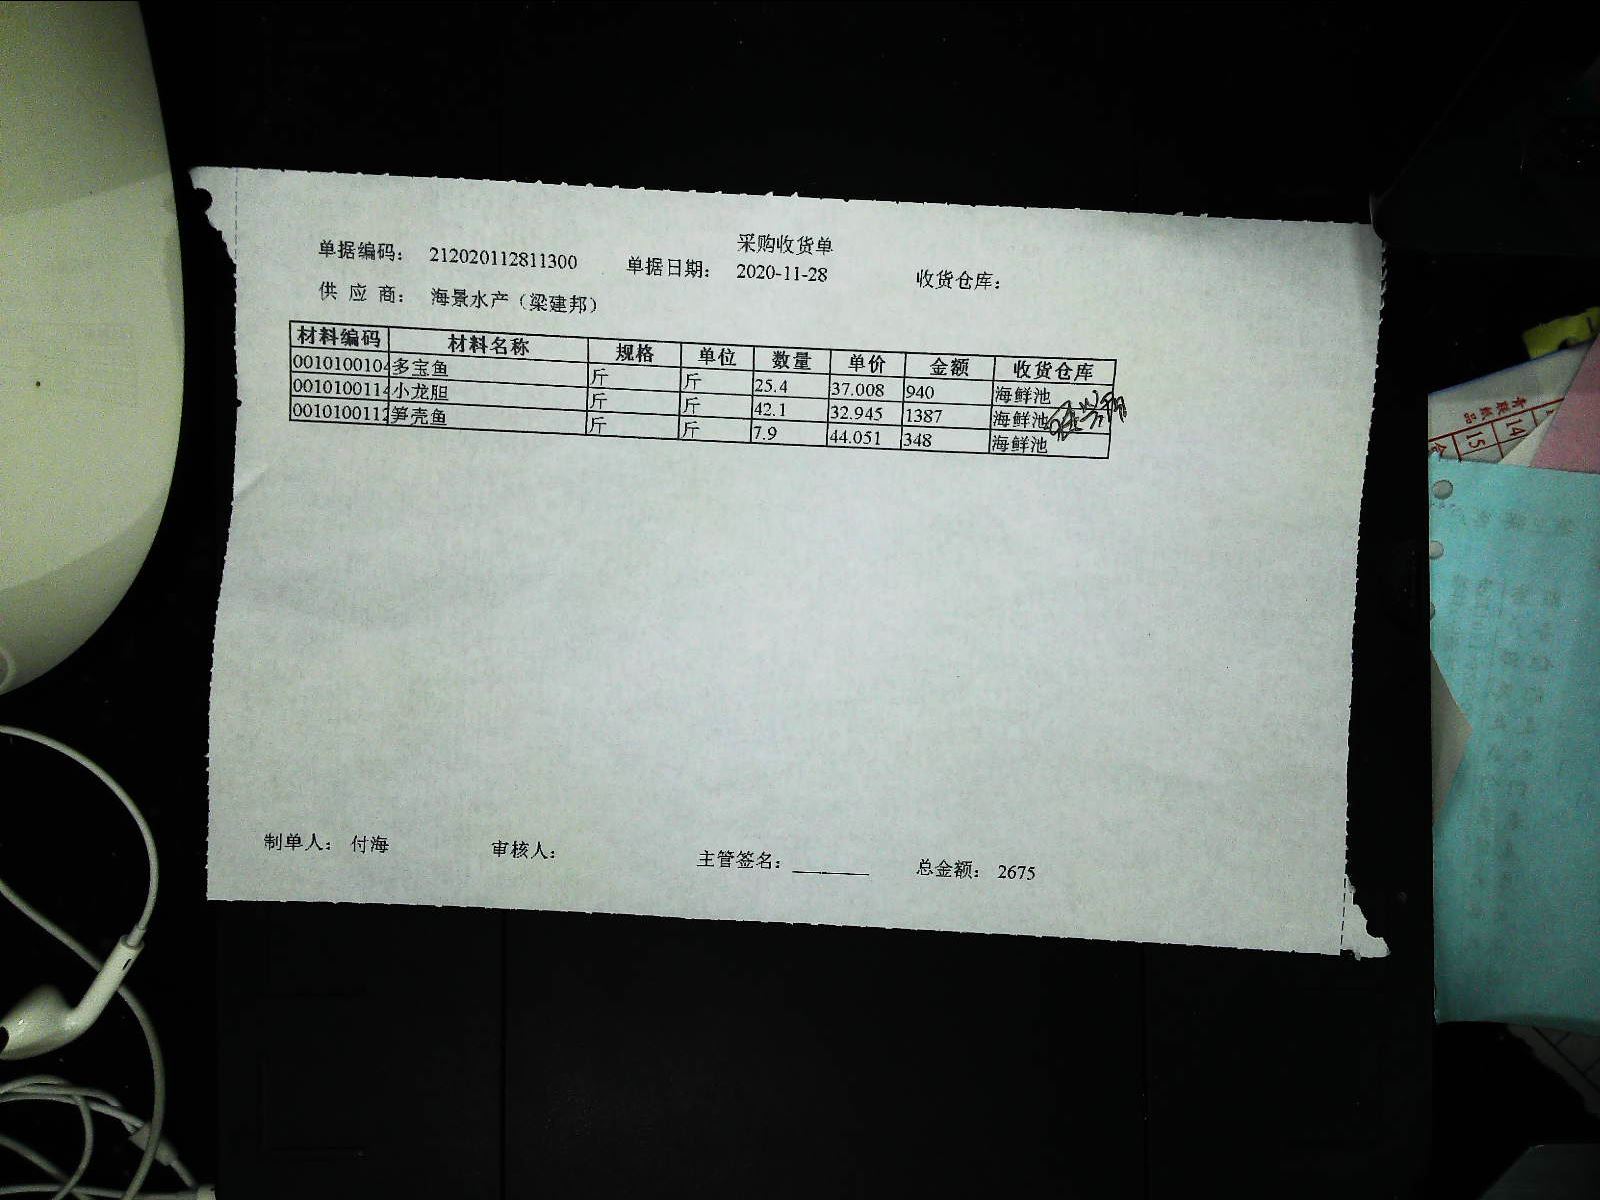 采购收货单
单据编码： 212020112811300 单据日期： 2020-11-28 收货仓库：
供 应 商： 海景水产（梁建邦）
材料编码 材料名称 规格 单位 数量 单价 金额 收货仓库
0010100104 多宝鱼 斤 斤 25.4 37.008 940 海鲜池
0010100114 小龙胆 斤 斤 42.1 32.945 1387 海鲜池
0010100112 笋壳鱼 斤 斤 7.9 44.051 348 海鲜池
制单人： 付海 审核人： 主管签名： 总金额： 2675
14
15